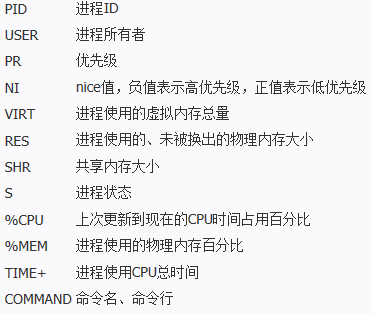 PID 进程ID
USER 进程所有者
PR 优先级
NI nice值，负值表示高优先级，正值表示低优先级
VIRT 进程使用的虚拟内存总量
RES 进程使用的、未被换出的物理内存大小
SHR 共享内存大小
S 进程状态
%CPU 上次更新到现在的CPU时间占用百分比
%MEM 进程使用的物理内存百分比
TIME+ 进程使用CPU总时间
COMMAND 命令名、命令行